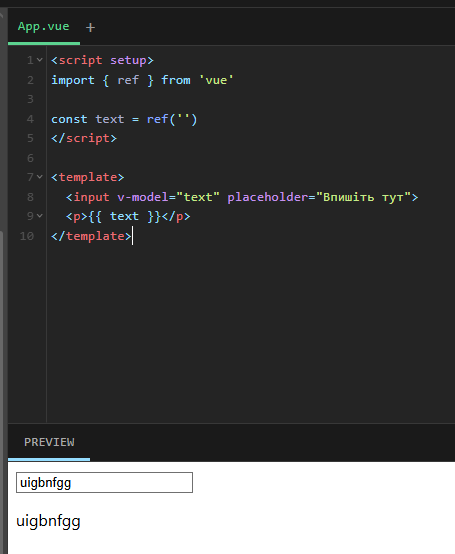 App.vue +
1 <script setup>
2 import { ref } from 'vue'
3
4 const text = ref('')
5 </script>
6
7 <template>
8 <input v-model="text" placeholder="Впишіть тут">
9 <p>{{ text }}</p>
10 </template>
PREVIEW
uigbnfgg
uigbnfgg